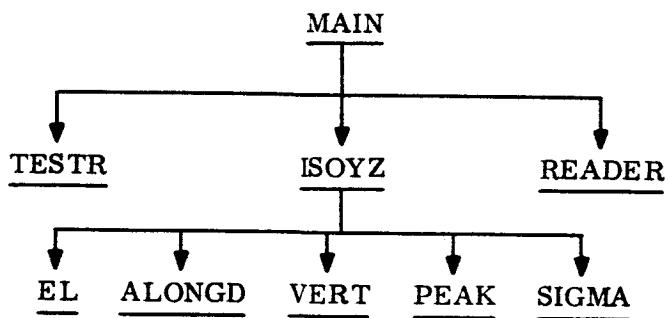 MAIN
TESTR ISOYZ READER
EL ALONGD VERT PEAK SIGMA